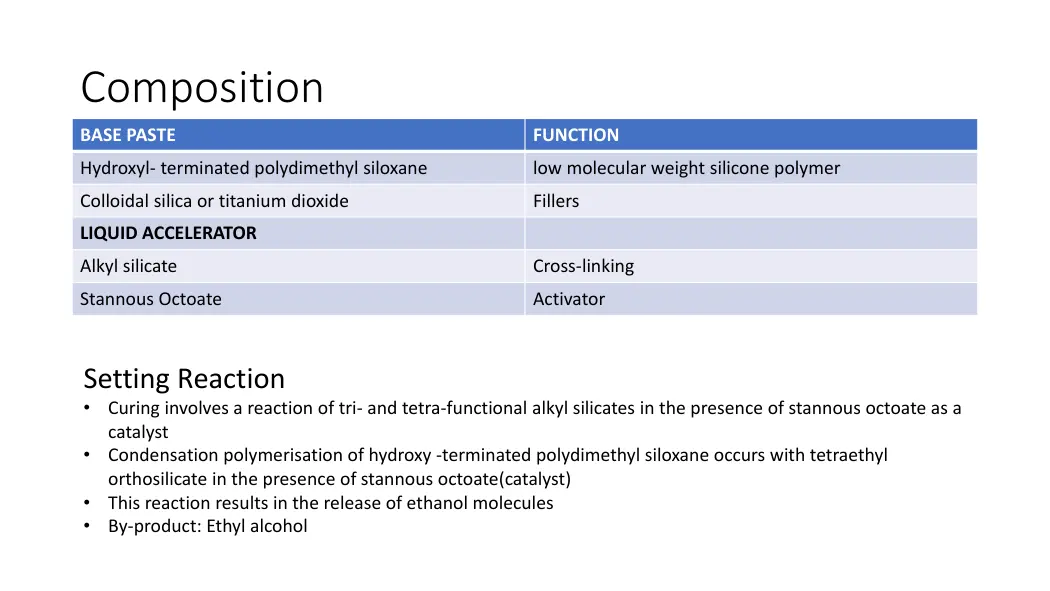 Composition
BASE PASTE FUNCTION
Hydroxyl- terminated polydimethyl siloxane low molecular weight silicone polymer
Colloidal silica or titanium dioxide Fillers
LIQUID ACCELERATOR
Alkyl silicate Cross-linking
Stannous Octoate Activator
Setting Reaction
• Curing involves a reaction of tri- and tetra-functional alkyl silicates in the presence of stannous octoate as a
catalyst
• Condensation polymerisation of hydroxy -terminated polydimethyl siloxane occurs with tetraethyl
orthosilicate in the presence of stannous octoate(catalyst)
• This reaction results in the release of ethanol molecules
• By-product: Ethyl alcohol